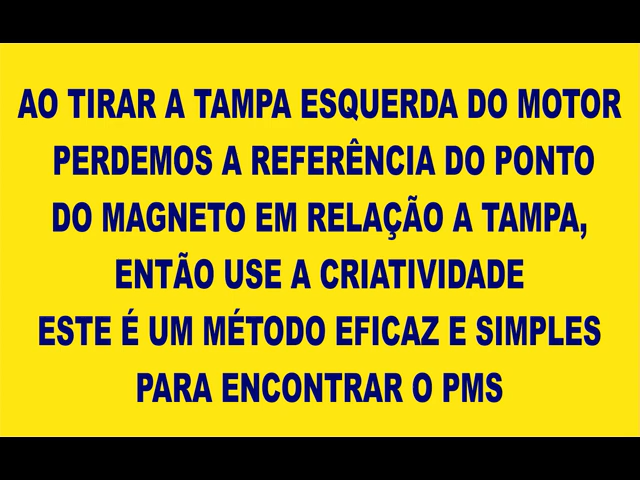 AO TIRAR A TAMPA ESQUERDA DO MOTOR
PERDEMOS A REFERÊNCIA DO PONTO
DO MAGNETO EM RELAÇÃO A TAMPA,
ENTÃO USE A CRIATIVIDADE
ESTE É UM MÉTODO EFICAZ E SIMPLES
PARA ENCONTRAR O PMS